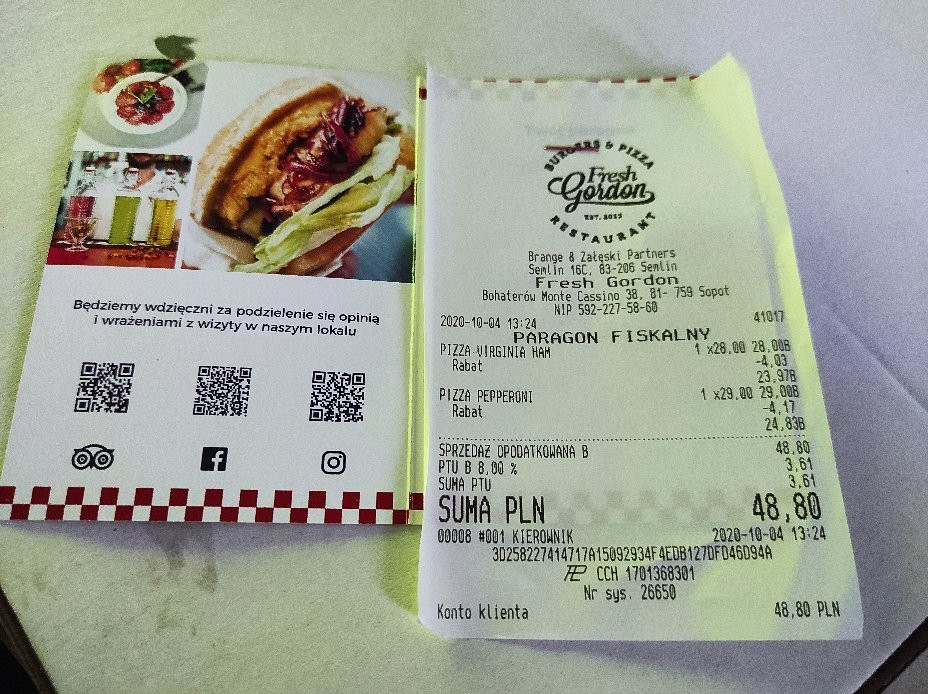 Będziemy wdzięczni za podzielenie się opinią
i wrażeniami z wizyty w naszym lokalu
BURGERS & PIZZA
Fresh
Gordon
EST. 2015
RESTAURANT
Brange & Załęski Partners
Semlin 16C, 83-206 Semlin
Fresh Gordon
Bohaterów Monte Cassino 38, 81- 759 Sopot
NIP 592-227-58-60
2020-10-04 13:24 41017
PARAGON FISKALNY
PIZZA VIRGINIA HAM 1 x28,00 28,00B
Rabat -4,03
23,97B
PIZZA PEPPERONI 1 x29,00 29,00B
Rabat -4,17
24,83B
SPRZEDAŻ OPODATKOWANA B 48,80
PTU B 8,00 % 3,61
SUMA PTU 3,61
SUMA PLN 48,80
00008 #001 KIEROWNIK 2020-10-04 13:24
3D258227414717A15092934F4EDB127DFD46D94A
CCH 1701368301
Nr sys. 26650
Konto klienta 48,80 PLN